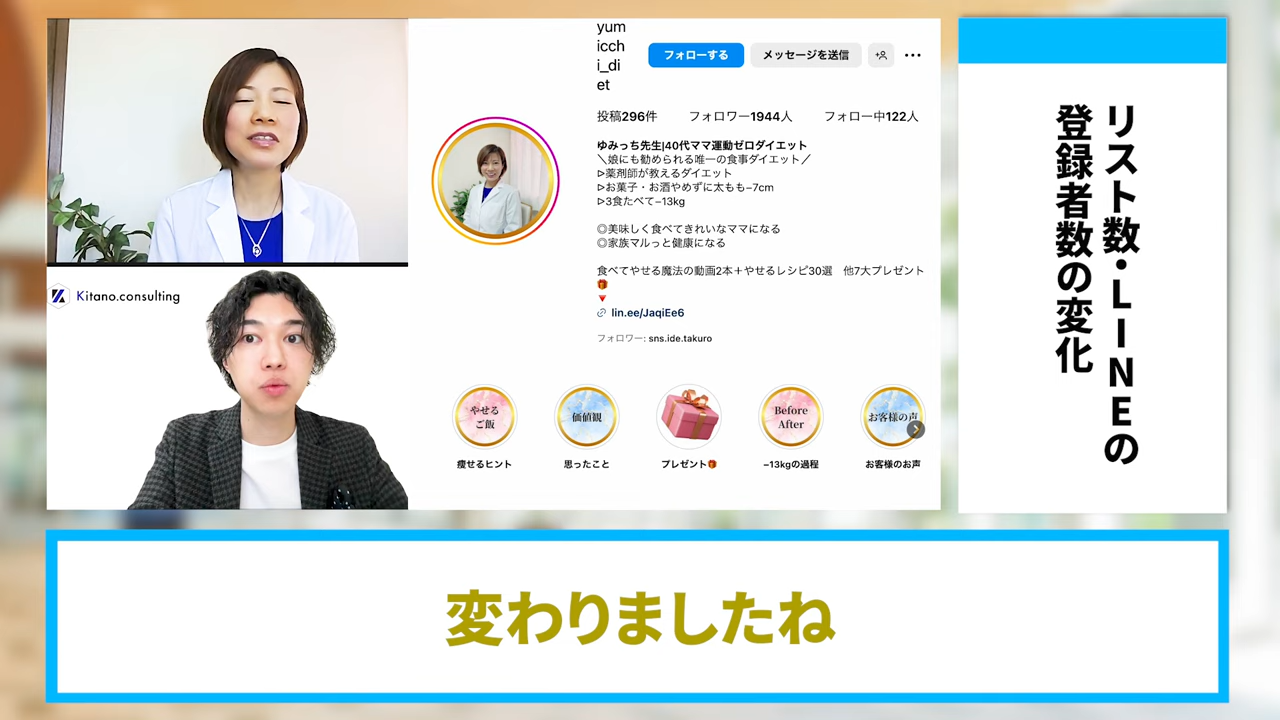 Kitano.consulting
yum
icch
i_di
et
フォローする
メッセージを送信
投稿296件
フォロワー1944人
フォロー中122人
ゆみっち先生|40代ママ運動ゼロダイエット
＼娘にも勧められる唯一の食事ダイエット／
▷薬剤師が教えるダイエット
▷お菓子・お酒やめずに太もも−7cm
▷3食たべて−13kg
◎美味しく食べてきれいなママになる
◎家族マルっと健康になる
食べてやせる魔法の動画2本＋やせるレシピ30選　他7大プレゼント
🎁
🔻
lin.ee/JaqiEe6
フォロワー: sns.ide.takuro
やせる
ご飯
価値観
Before
After
お客様の声
痩せるヒント
思ったこと
プレゼント🎁
−13kgの過程
お客様のお声
リスト数・LINEの
登録者数の変化
変わりましたね